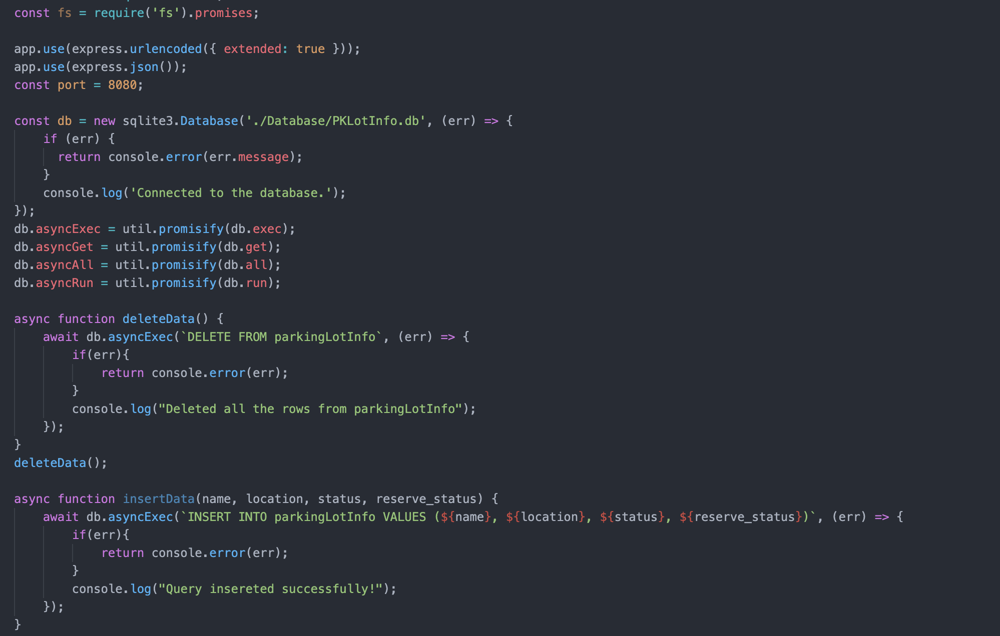 const fs = require('fs').promises;
app.use(express.urlencoded({ extended: true }));
app.use(express.json());
const port = 8080;
const db = new sqlite3.Database('./Database/PKLotInfo.db', (err) => {
    if (err) {
      return console.error(err.message);
    }
    console.log('Connected to the database.');
});
db.asyncExec = util.promisify(db.exec);
db.asyncGet = util.promisify(db.get);
db.asyncAll = util.promisify(db.all);
db.asyncRun = util.promisify(db.run);
async function deleteData() {
    await db.asyncExec(`DELETE FROM parkingLotInfo`, (err) => {
        if(err){
            return console.error(err);
        }
        console.log("Deleted all the rows from parkingLotInfo");
    });
}
deleteData();
async function insertData(name, location, status, reserve_status) {
    await db.asyncExec(`INSERT INTO parkingLotInfo VALUES (${name}, ${location}, ${status}, ${reserve_status})`, (err) => {
        if(err){
            return console.error(err);
        }
        console.log("Query insereted successfully!");
    });
}